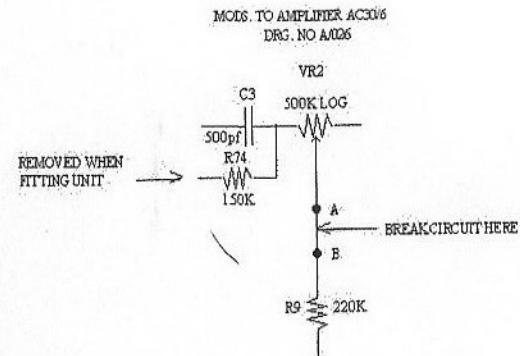 MODS. TO AMPLIFIER AC30/6
DRG. NO A/026
VR2
C3
500K LOG
500pf
R74
REMOVED WHEN
FITTING UNIT
150K
A
BREAK CIRCUIT HERE
B
R9 220K